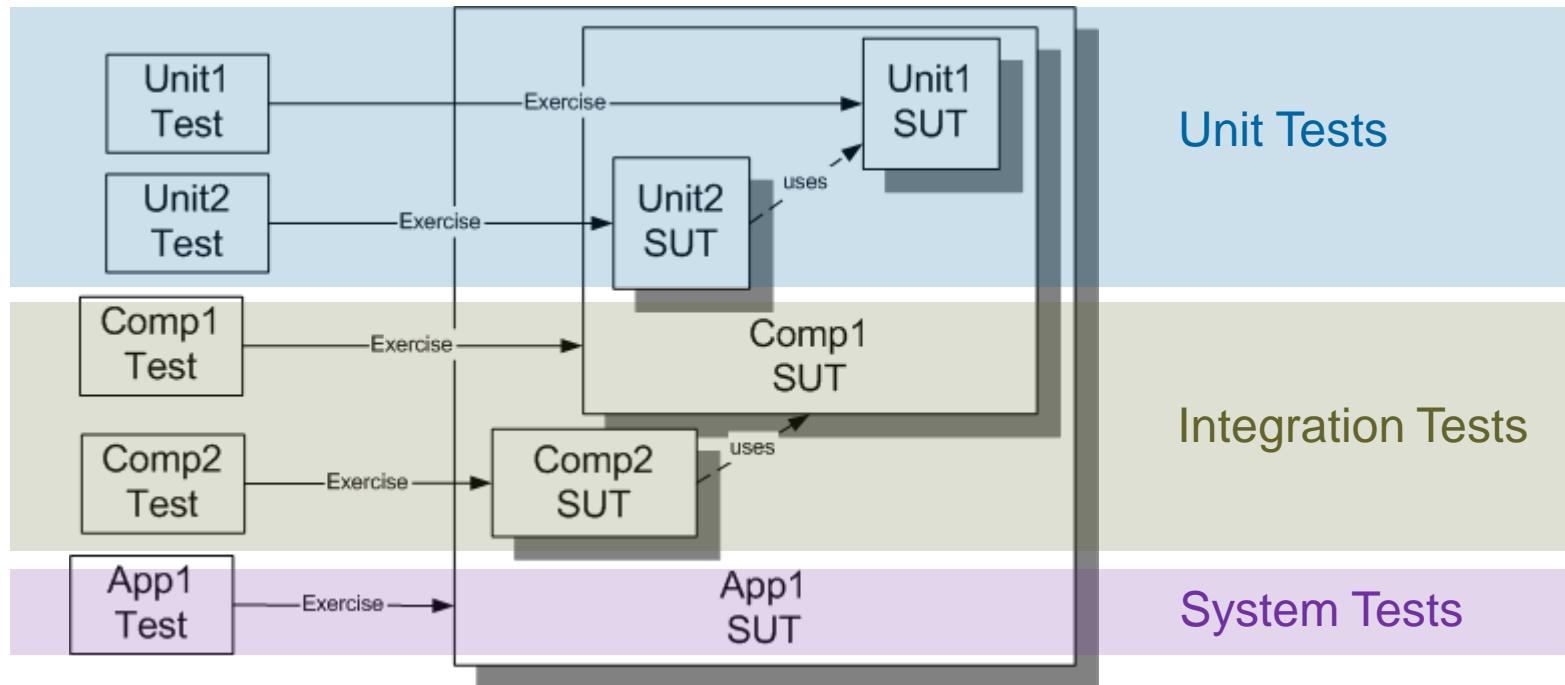 Unit1
Test
Exercise
Unit1
SUT
Unit Tests
uses
Unit2
Test
Exercise
Unit2
SUT
Comp1
Test
Exercise
Comp1
SUT
Integration Tests
uses
Comp2
Test
Exercise
Comp2
SUT
App1
Test
Exercise
App1
SUT
System Tests